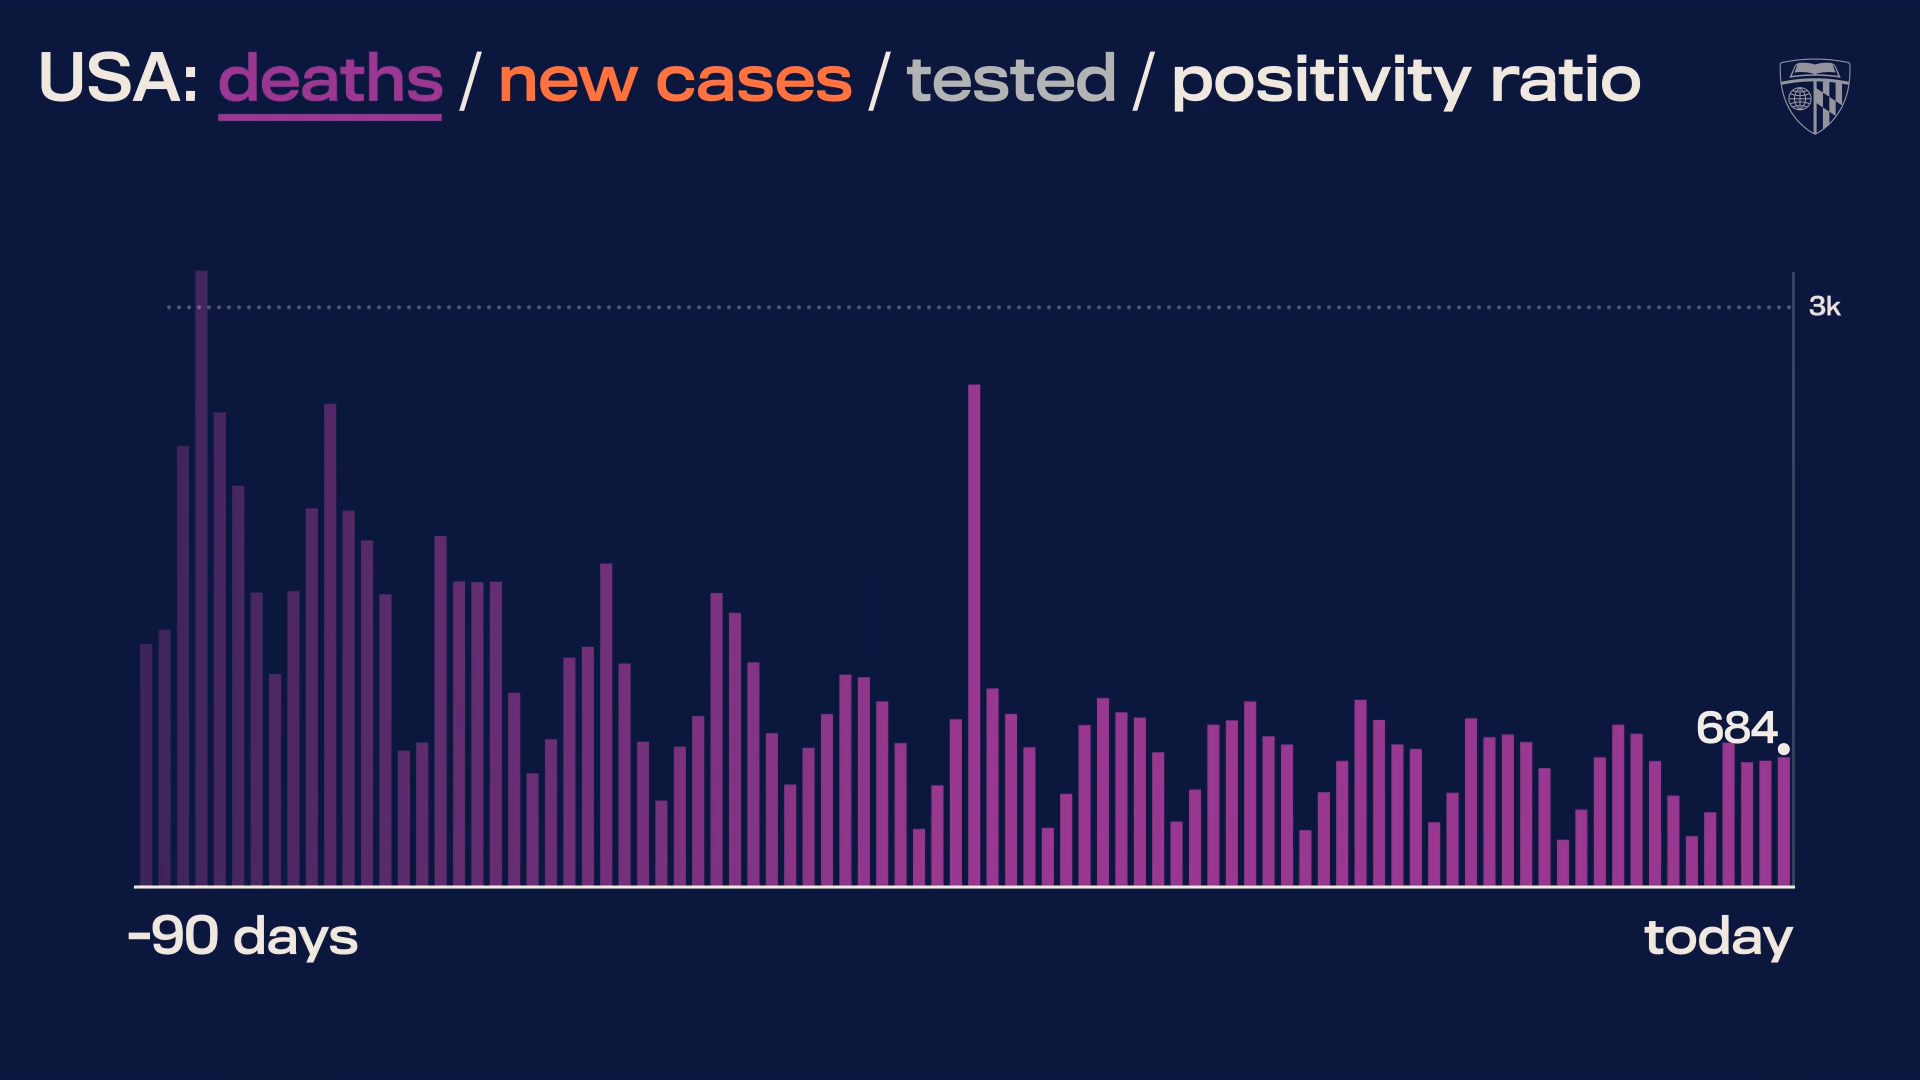 USA: deaths / new cases / tested / positivity ratio
3k
684
-90 days
today